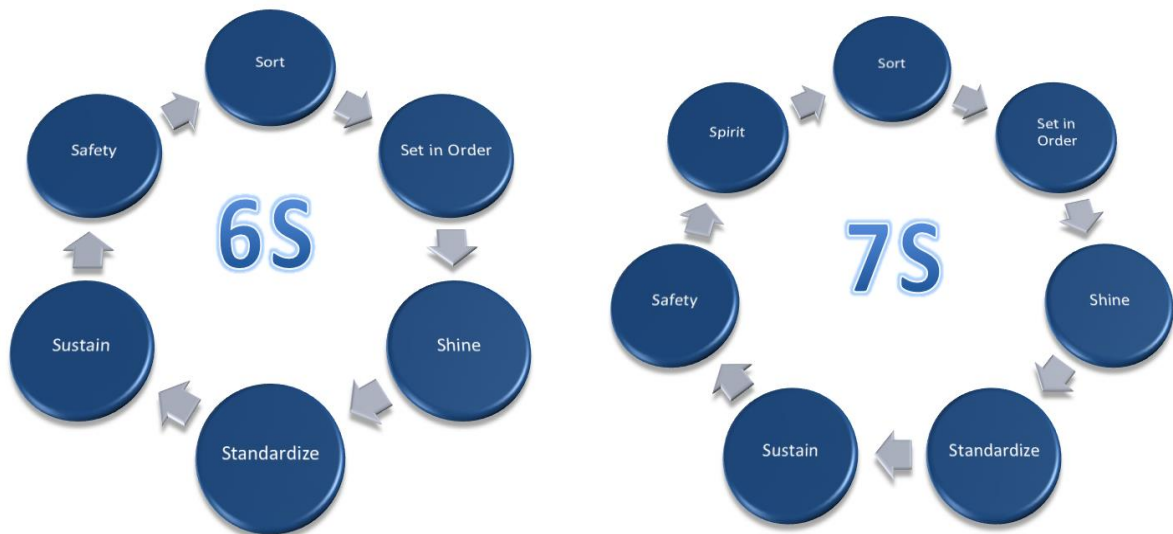 Sort
Set in Order
Shine
Standardize
Sustain
Safety
6S
Sort
Set in
Order
Shine
Standardize
Sustain
Safety
Spirit
7S